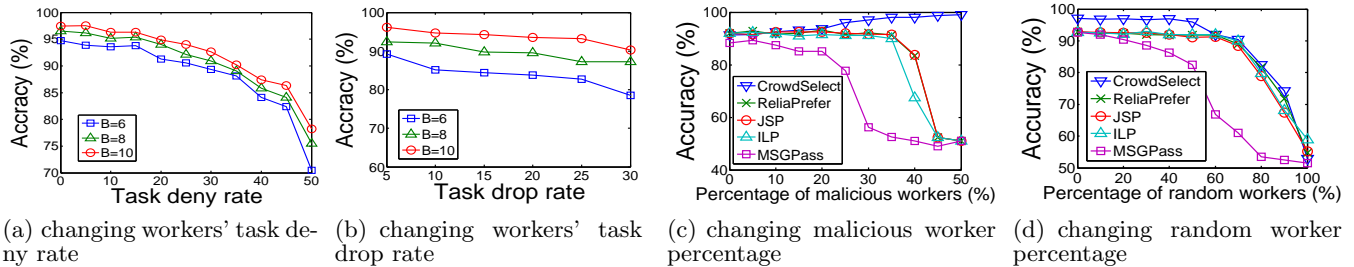 100
95
90
85
80
75
70
0 10 20 30 40 50
Accracy (%)
Task deny rate
B=6
B=8
B=10
100
90
80
70
60
5 10 15 20 25 30
Accracy (%)
Task drop rate
B=6
B=8
B=10
100
80
60
40
0 10 20 30 40 50
Accuracy (%)
Percentage of malicious workers (%)
CrowdSelect
ReliaPrefer
JSP
ILP
MSGPass
100
90
80
70
60
50
0 20 40 60 80 100
Accuracy (%)
Percentage of random workers (%)
CrowdSelect
ReliaPrefer
JSP
ILP
MSGPass
(a) changing workers' task de-
ny rate
(b) changing workers' task
drop rate
(c) changing malicious worker
percentage
(d) changing random worker
percentage